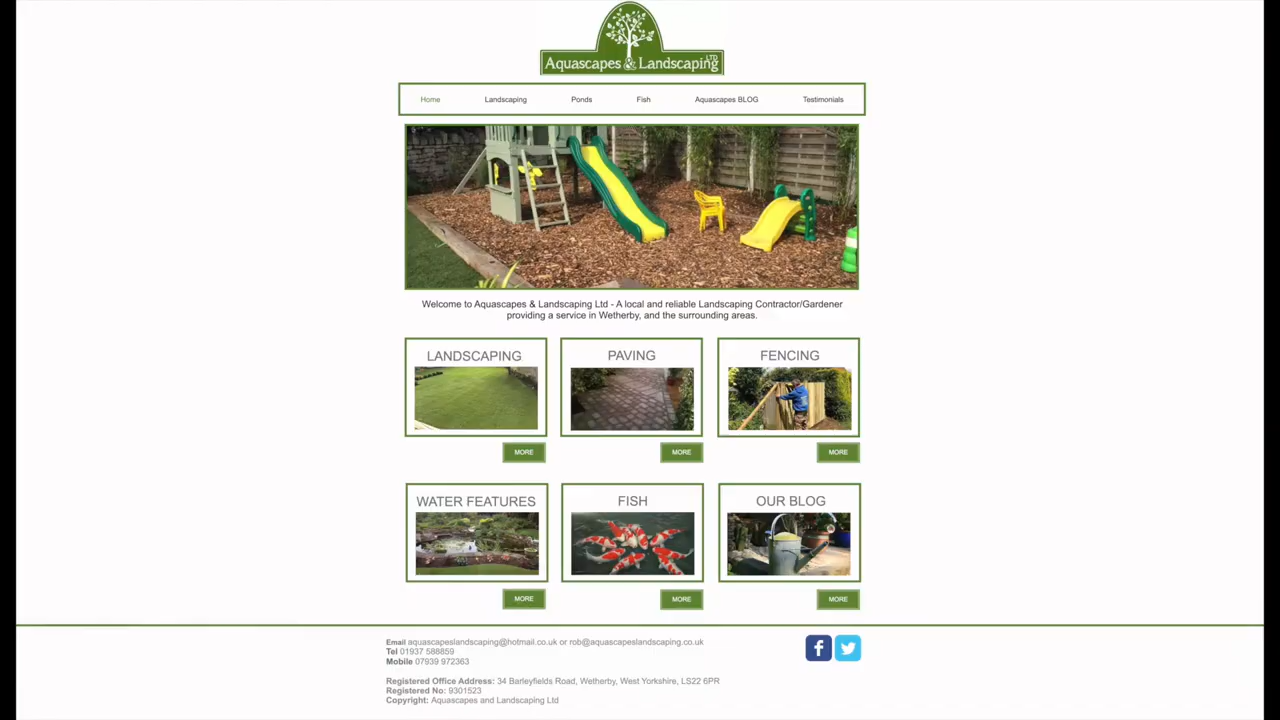 Aquascapes & Landscaping LTD
Home Landscaping Ponds Fish Aquascapes BLOG Testimonials
Welcome to Aquascapes & Landscaping Ltd - A local and reliable Landscaping Contractor/Gardener
providing a service in Wetherby, and the surrounding areas.
LANDSCAPING PAVING FENCING
MORE MORE MORE
WATER FEATURES FISH OUR BLOG
MORE MORE MORE
Email aquascapeslandscaping@hotmail.co.uk or rob@aquascapeslandscaping.co.uk
Tel 01937 588859
Mobile 07939 972363
Registered Office Address: 34 Barleyfields Road, Wetherby, West Yorkshire, LS22 6PR
Registered No: 9301523
Copyright: Aquascapes and Landscaping Ltd